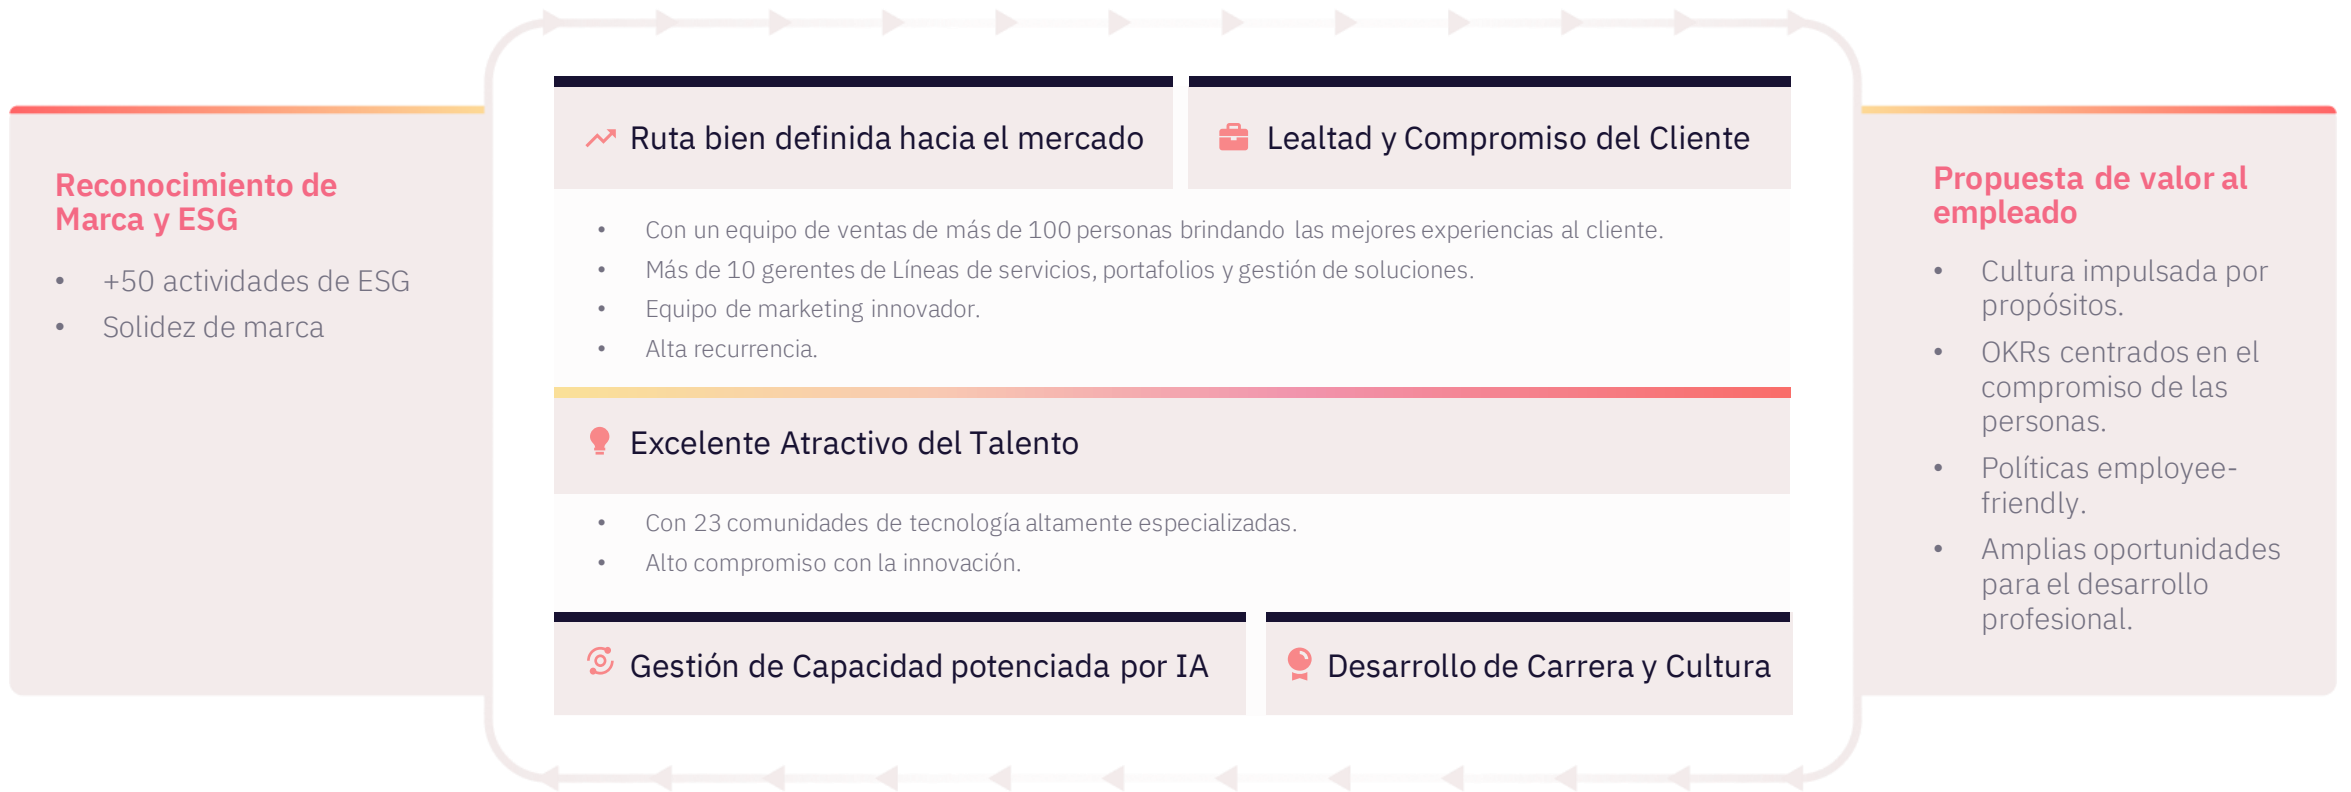 Reconocimiento de
Marca y ESG
• +50 actividades de ESG
• Solidez de marca
Ruta bien definida hacia el mercado
Lealtad y Compromiso del Cliente
• Con un equipo de ventas de más de 100 personas brindando las mejores experiencias al cliente.
• Más de 10 gerentes de Líneas de servicios, portafolios y gestión de soluciones.
• Equipo de marketing innovador.
• Alta recurrencia.
Excelente Atractivo del Talento
• Con 23 comunidades de tecnología altamente especializadas.
• Alto compromiso con la innovación.
Gestión de Capacidad potenciada por IA
Desarrollo de Carrera y Cultura
Propuesta de valor al
empleado
• Cultura impulsada por
propósitos.
• OKRs centrados en el
compromiso de las
personas.
• Políticas employee-
friendly.
• Amplias oportunidades
para el desarrollo
profesional.